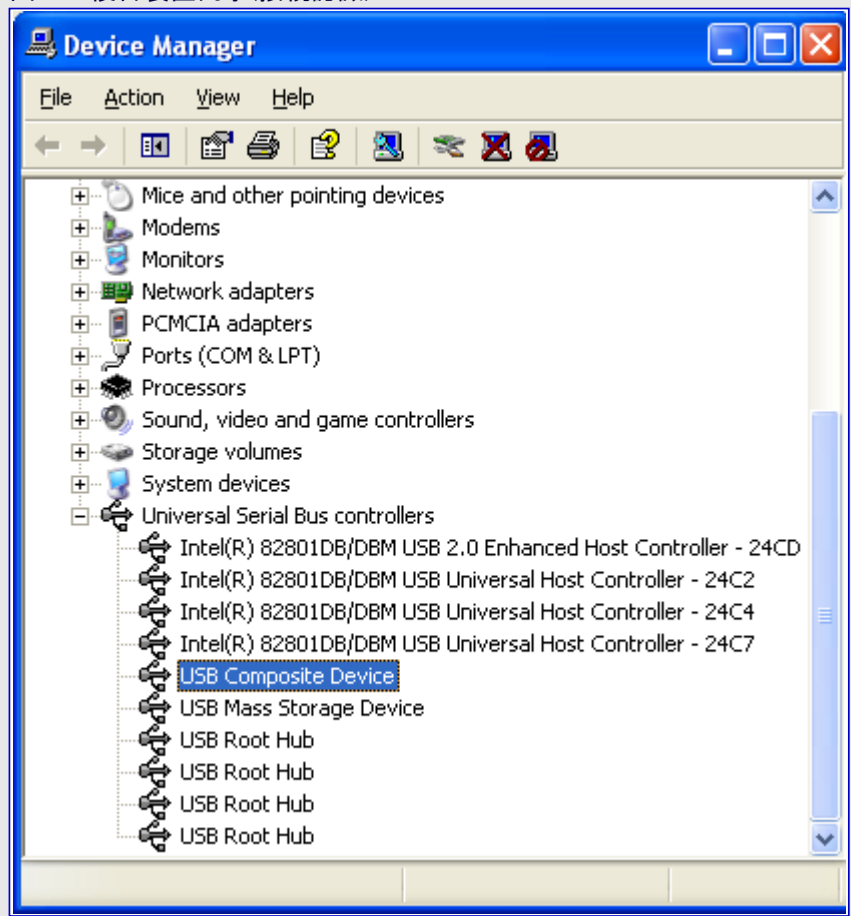 Device Manager
File Action View Help
Mice and other pointing devices
Modems
Monitors
Network adapters
PCMCIA adapters
Ports (COM & LPT)
Processors
Sound, video and game controllers
Storage volumes
System devices
Universal Serial Bus controllers
Intel(R) 82801DB/DBM USB 2.0 Enhanced Host Controller - 24CD
Intel(R) 82801DB/DBM USB Universal Host Controller - 24C2
Intel(R) 82801DB/DBM USB Universal Host Controller - 24C4
Intel(R) 82801DB/DBM USB Universal Host Controller - 24C7
USB Composite Device
USB Mass Storage Device
USB Root Hub
USB Root Hub
USB Root Hub
USB Root Hub